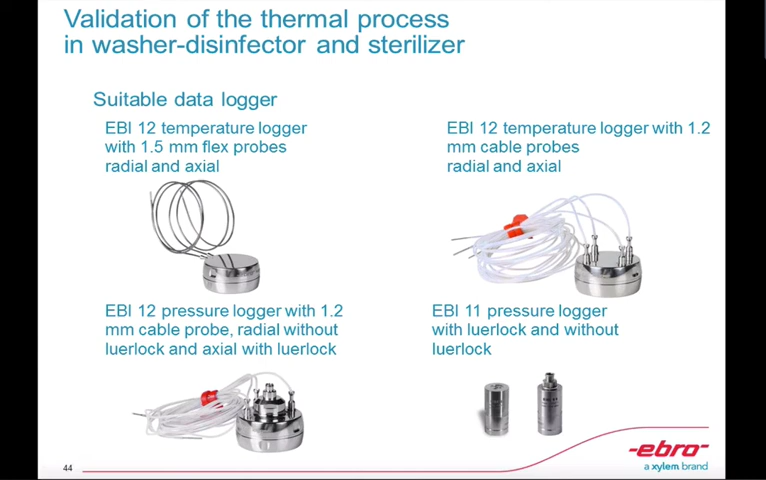 Validation of the thermal process
in washer-disinfector and sterilizer
Suitable data logger
EBI 12 temperature logger
with 1.5 mm flex probes
radial and axial
EBI 12 temperature logger with 1.2
mm cable probes
radial and axial
EBI 12 pressure logger with 1.2
mm cable probe, radial without
luerlock and axial with luerlock
EBI 11 pressure logger
with luerlock and without
luerlock
44
-ebro-
a xylem brand